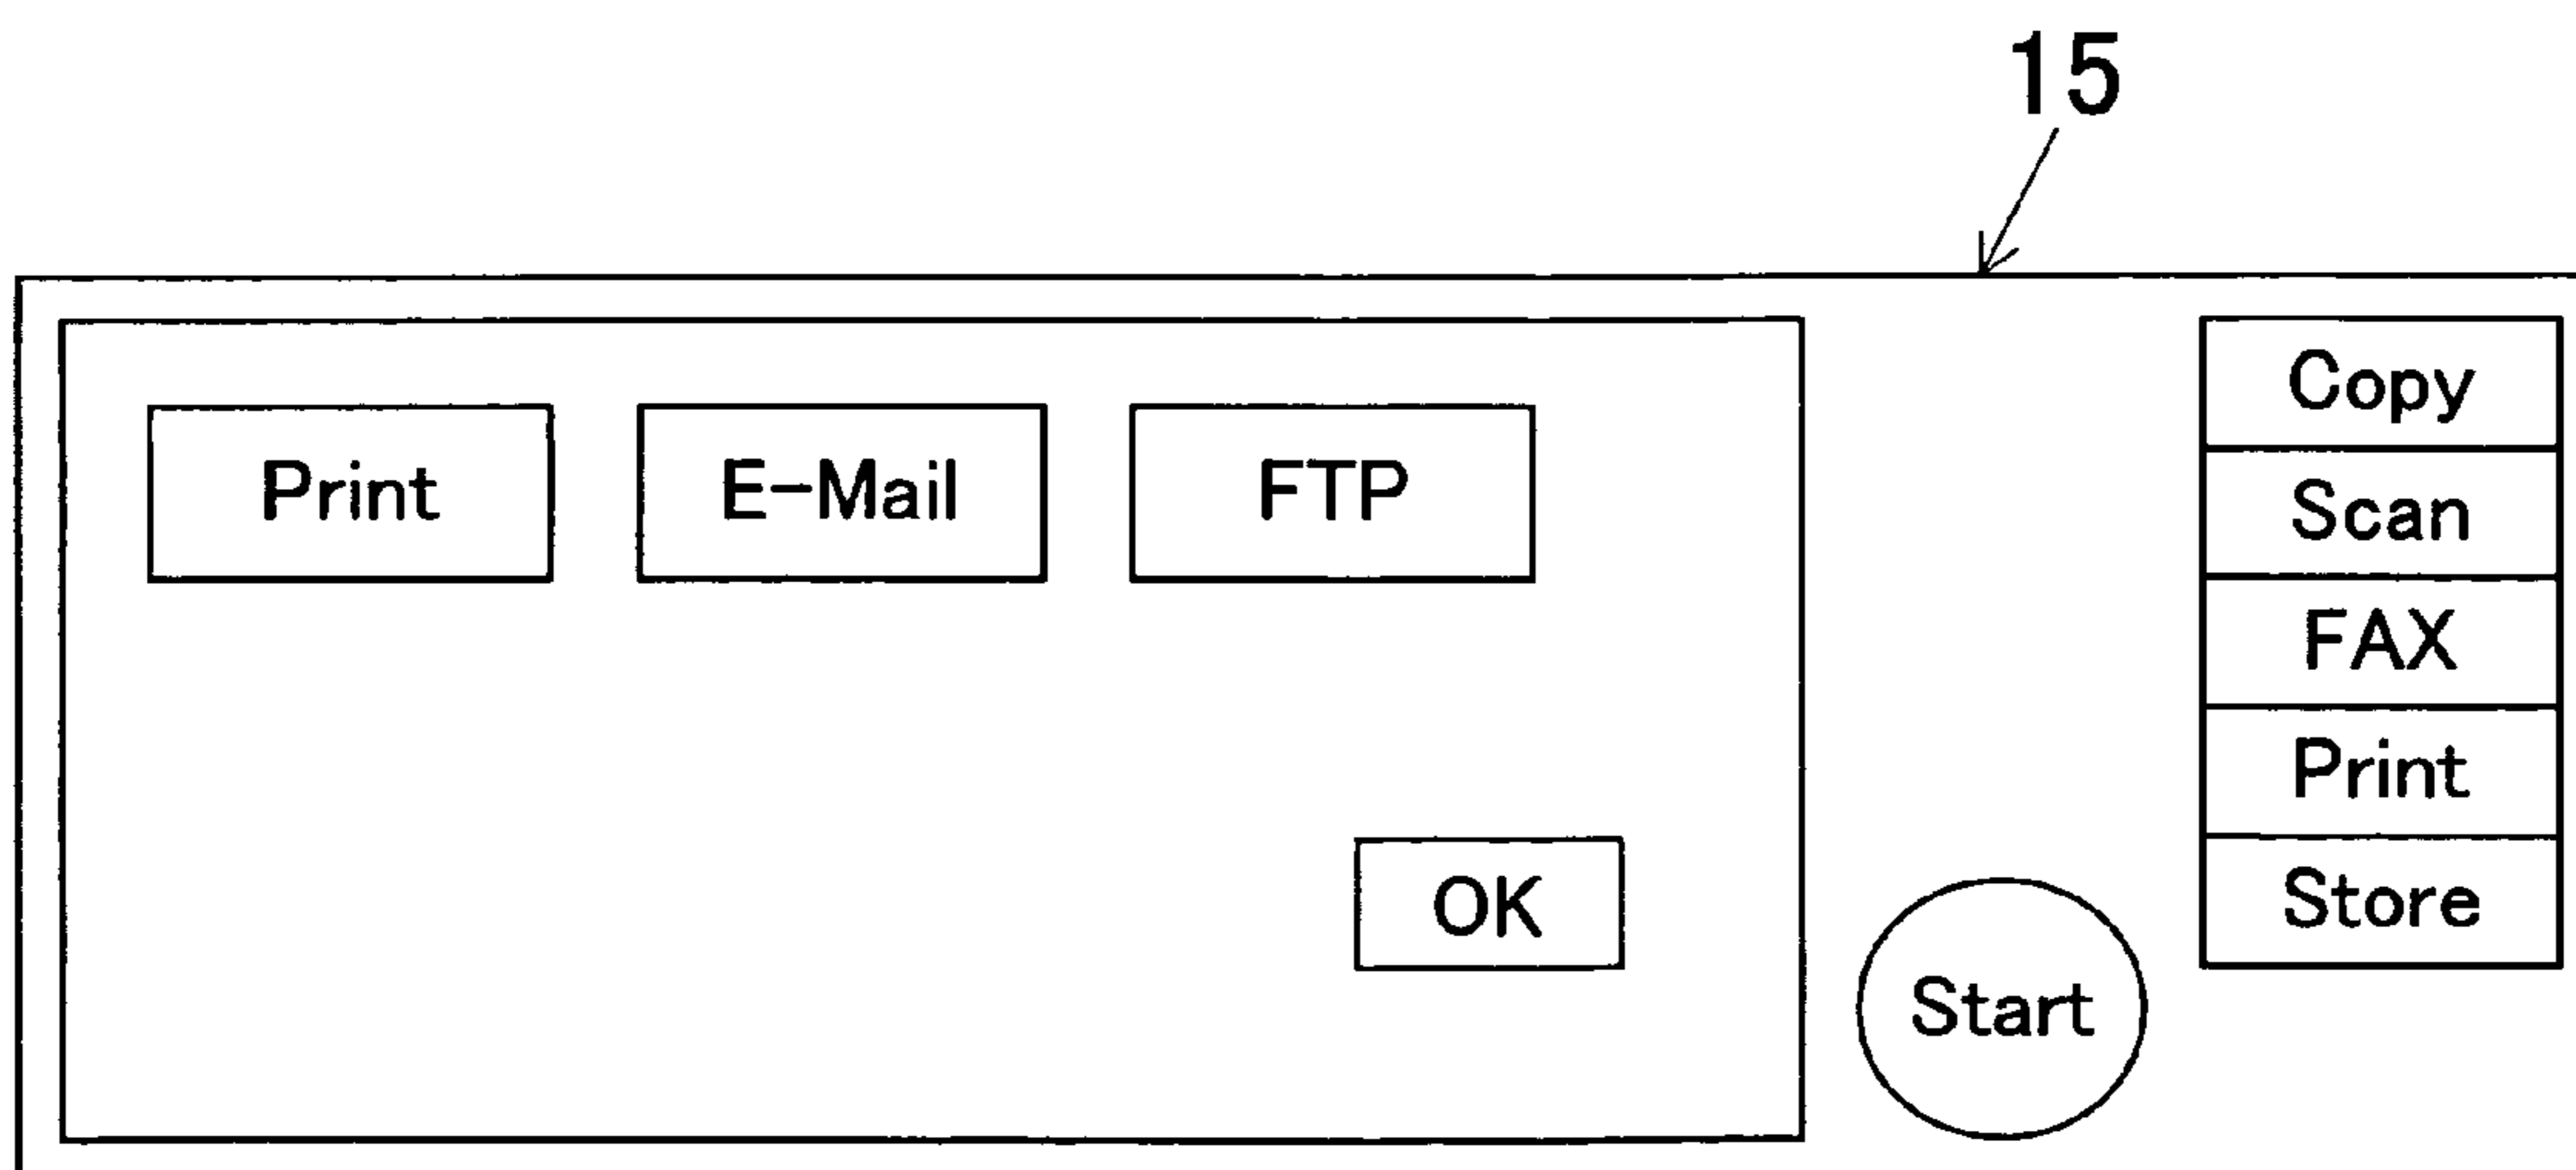 15
Print E-Mail FTP
OK
Start
Copy
Scan
FAX
Print
Store